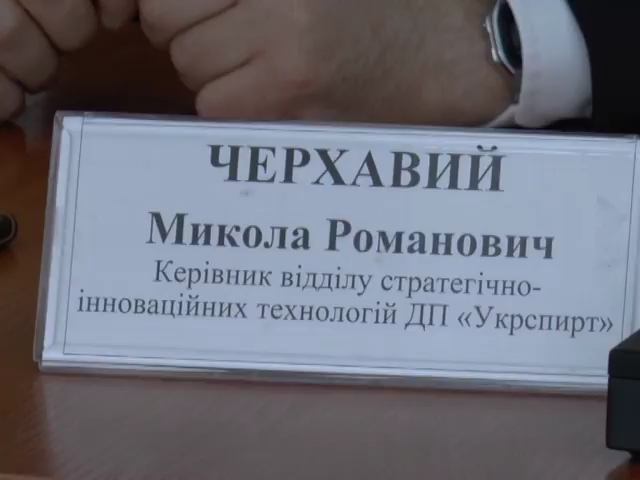 ЧЕРХАВИЙ
Микола Романович
Керівник відділу стратегічно-
інноваційних технологій ДП «Укрспирт»